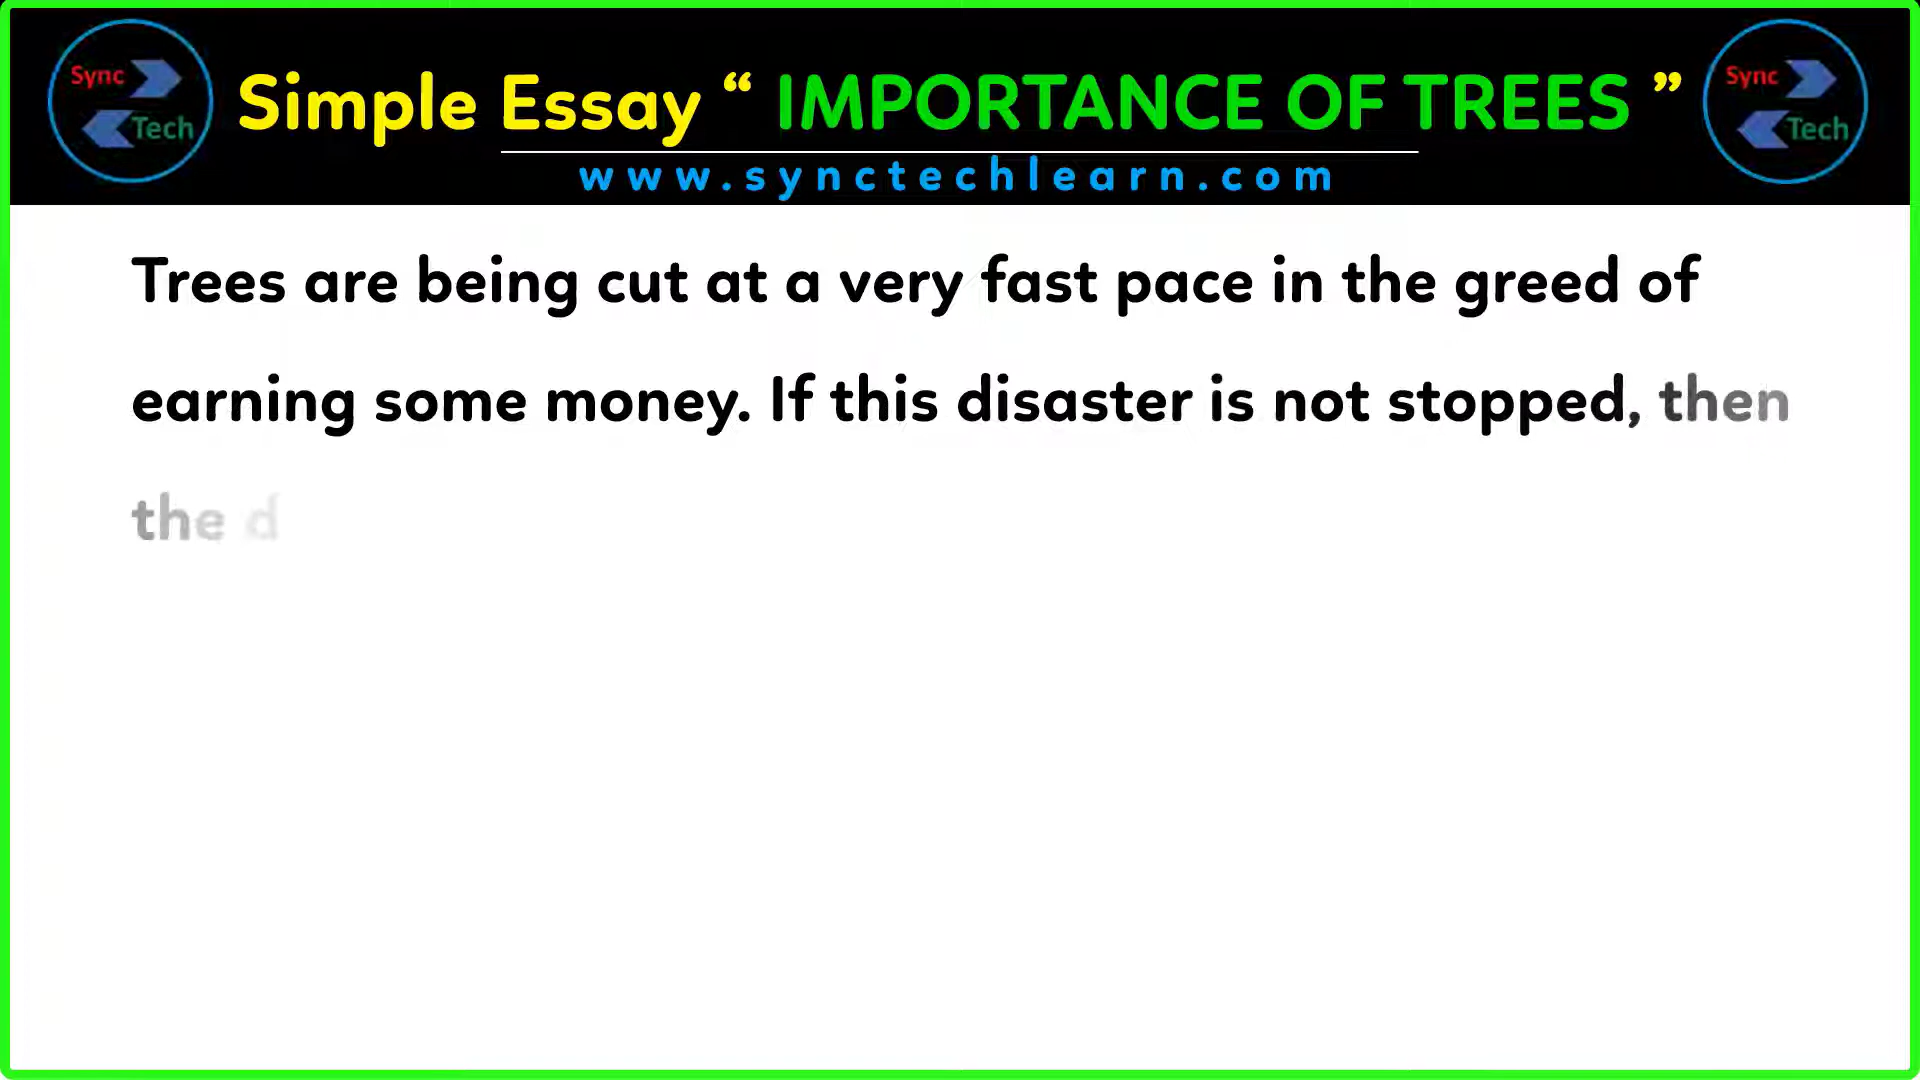 Sync
Tech
Simple Essay “ IMPORTANCE OF TREES ”
www.synctechlearn.com
Sync
Tech
Trees are being cut at a very fast pace in the greed of
earning some money. If this disaster is not stopped, then
the d